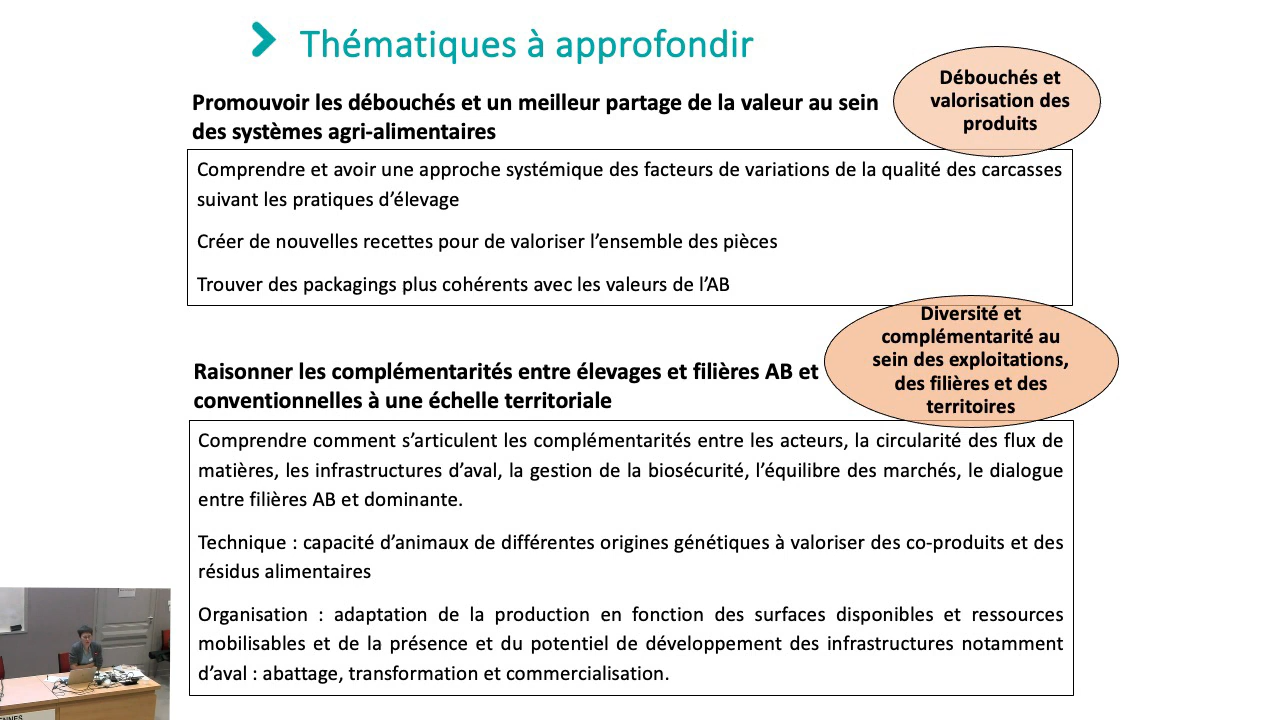 Thématiques à approfondir
Débouchés et
valorisation des
produits
Promouvoir les débouchés et un meilleur partage de la valeur au sein
des systèmes agri-alimentaires
Comprendre et avoir une approche systémique des facteurs de variations de la qualité des carcasses
suivant les pratiques d’élevage
Créer de nouvelles recettes pour de valoriser l’ensemble des pièces
Trouver des packagings plus cohérents avec les valeurs de l’AB
Diversité et
complémentarité au
sein des exploitations,
des filières et des
territoires
Raisonner les complémentarités entre élevages et filières AB et
conventionnelles à une échelle territoriale
Comprendre comment s’articulent les complémentarités entre les acteurs, la circularité des flux de
matières, les infrastructures d’aval, la gestion de la biosécurité, l’équilibre des marchés, le dialogue
entre filières AB et dominante.
Technique : capacité d’animaux de différentes origines génétiques à valoriser des co-produits et des
résidus alimentaires
Organisation : adaptation de la production en fonction des surfaces disponibles et ressources
mobilisables et de la présence et du potentiel de développement des infrastructures notamment
d’aval : abattage, transformation et commercialisation.
ENNES